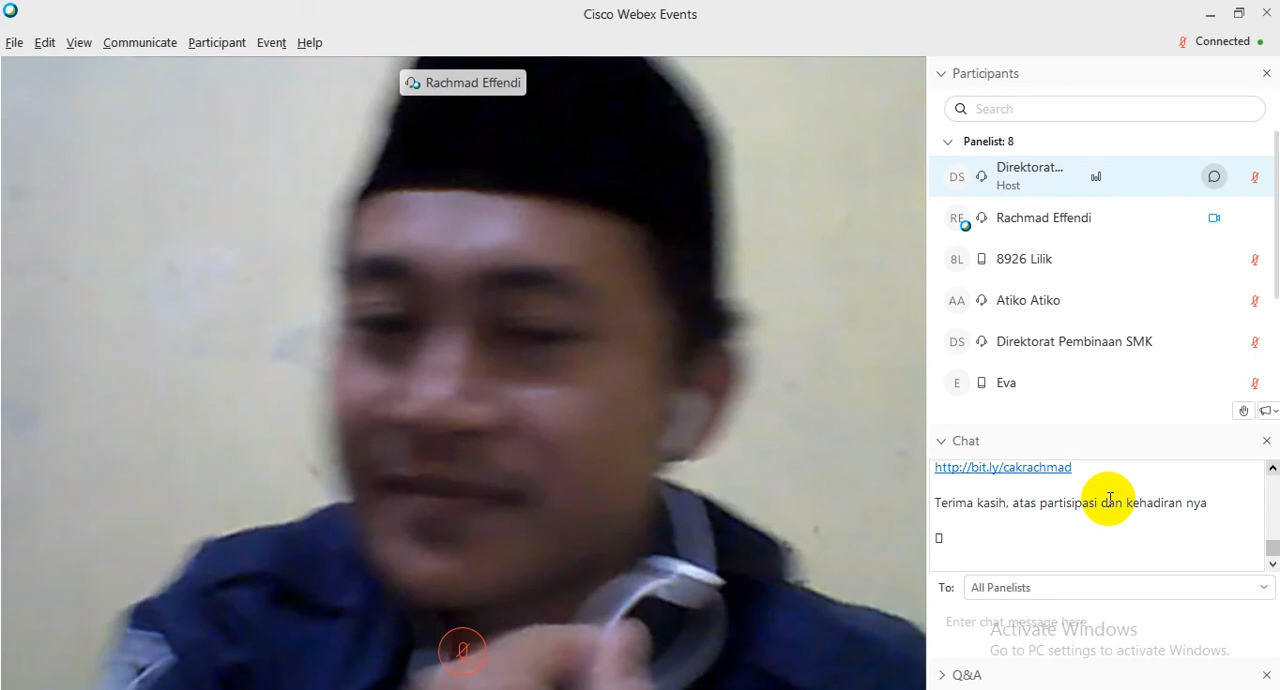 Cisco Webex Events
File Edit View Communicate Participant Event Help
Connected
Rachmad Effendi
Participants
Search
Panelist: 8
DS Direktorat...
Host
RE Rachmad Effendi
8L 8926 Lilik
AA Atiko Atiko
DS Direktorat Pembinaan SMK
E Eva
Chat
http://bit.ly/cakrachmad
Terima kasih, atas partisipasi dan kehadiran nya
To: All Panelists
Enter chat message here
Activate Windows
Go to PC settings to activate Windows.
Q&A